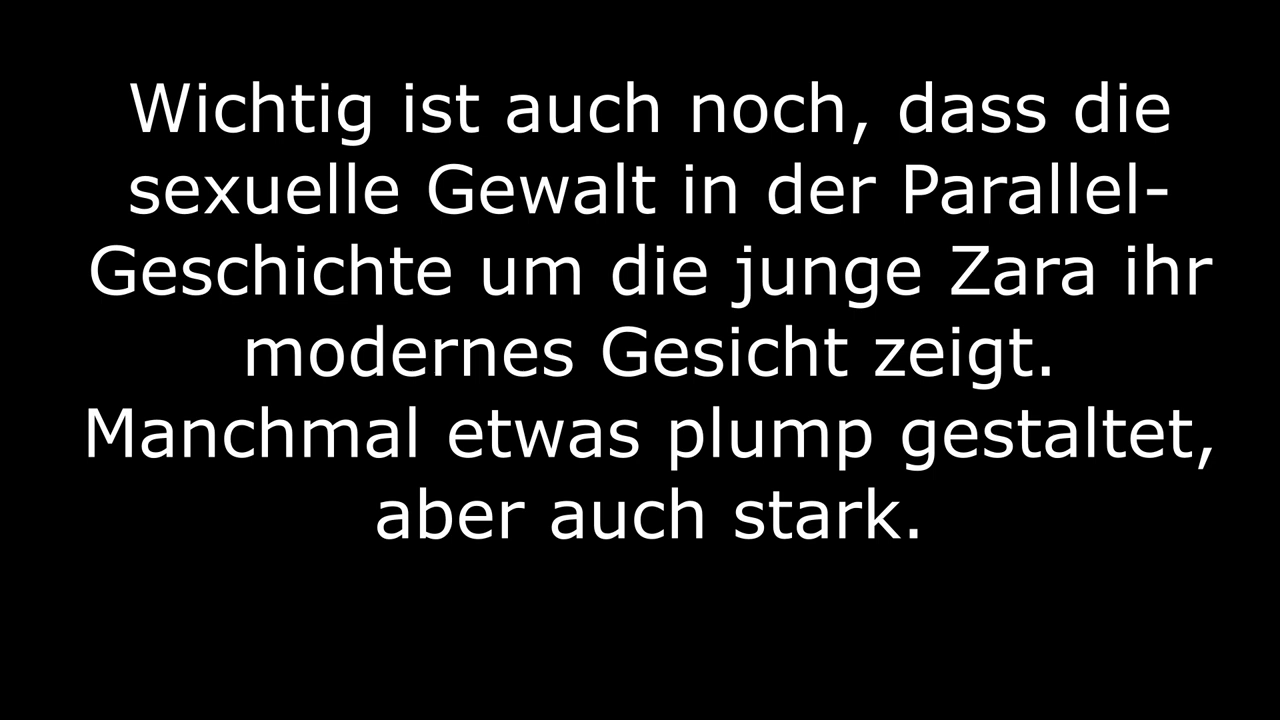 Wichtig ist auch noch, dass die
sexuelle Gewalt in der Parallel-
Geschichte um die junge Zara ihr
modernes Gesicht zeigt.
Manchmal etwas plump gestaltet,
aber auch stark.